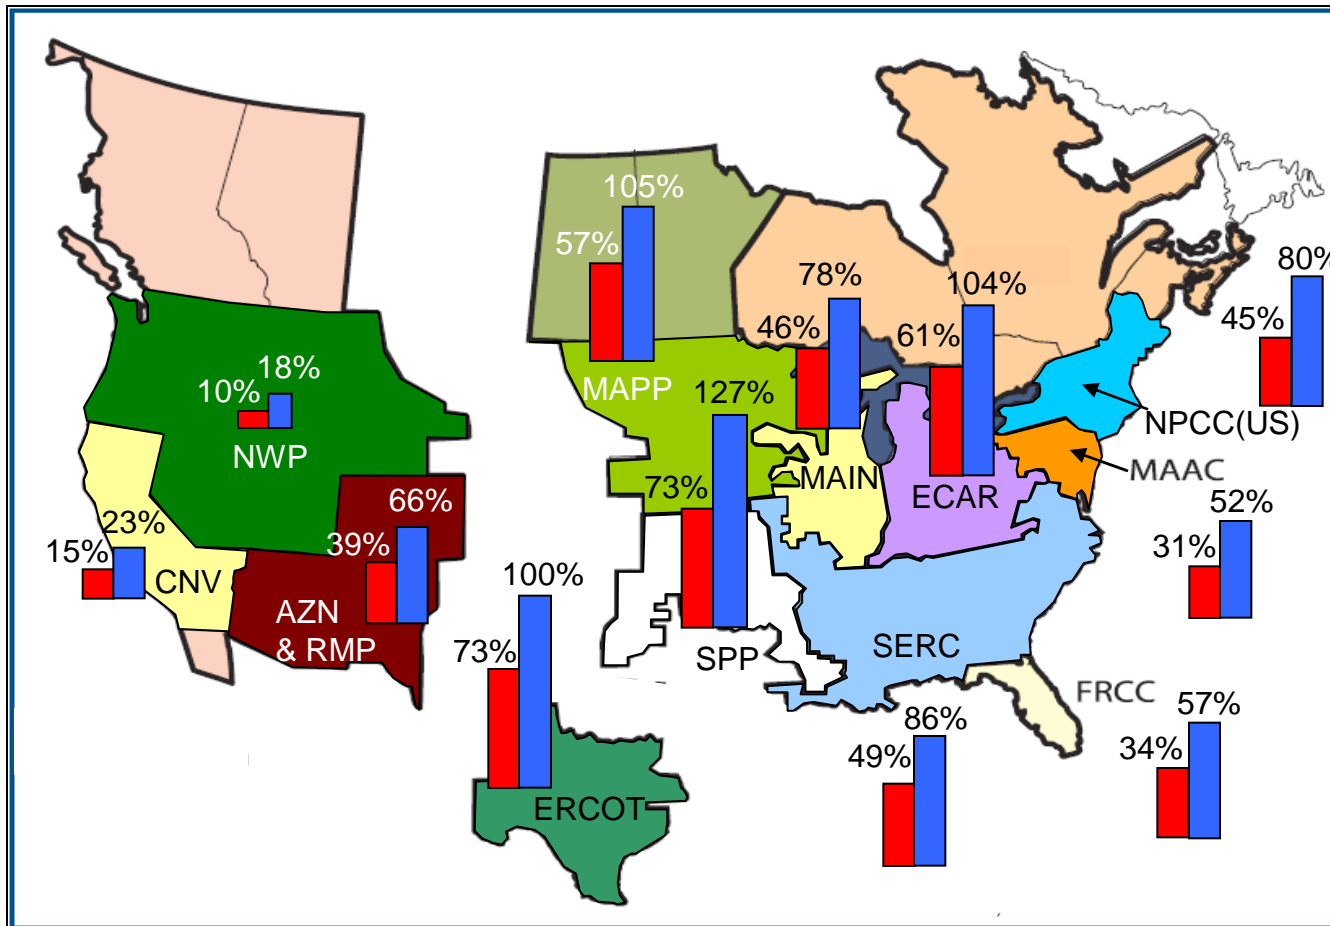 105%
57%
MAPP
78%
46%
104%
61%
80%
45%
NPCC(US)
MAAC
18%
10%
NWP
127%
73%
MAIN
ECAR
66%
39%
AZN
& RMP
23%
15%
CNV
52%
31%
100%
73%
ERCOT
SPP
SERC
FRCC
86%
49%
57%
34%